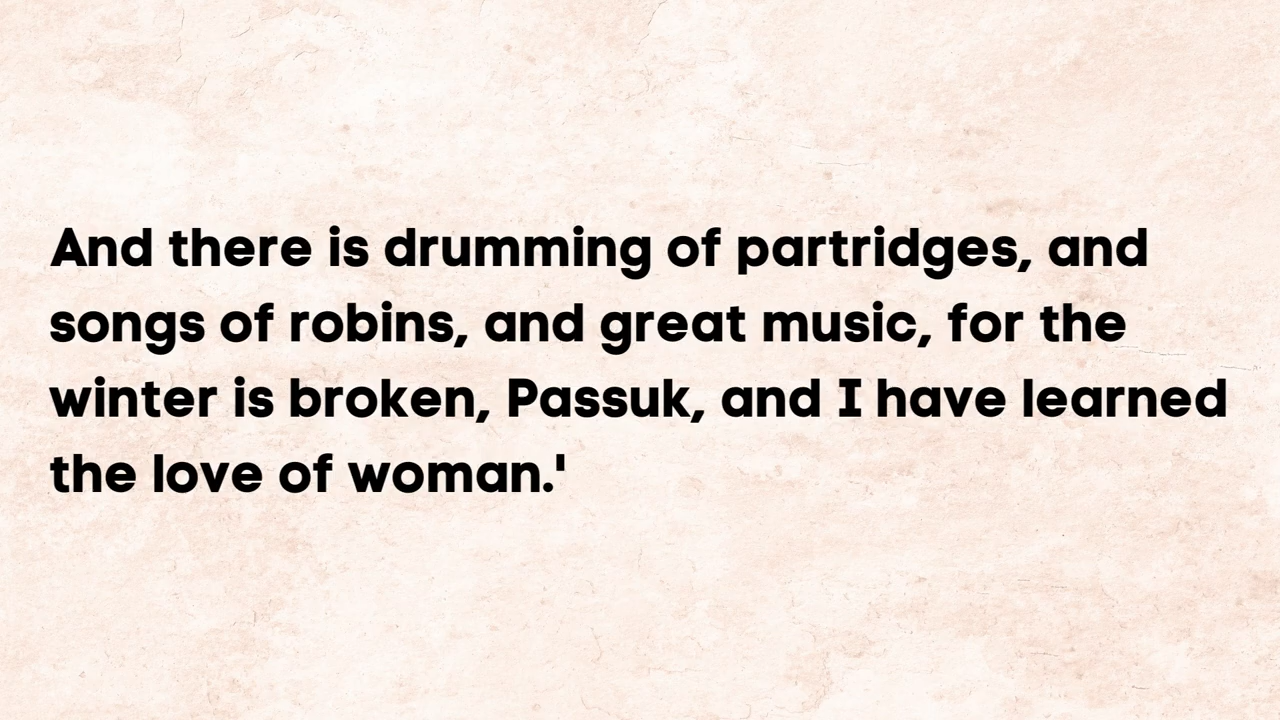 And there is drumming of partridges, and
songs of robins, and great music, for the
winter is broken, Passuk, and I have learned
the love of woman.'